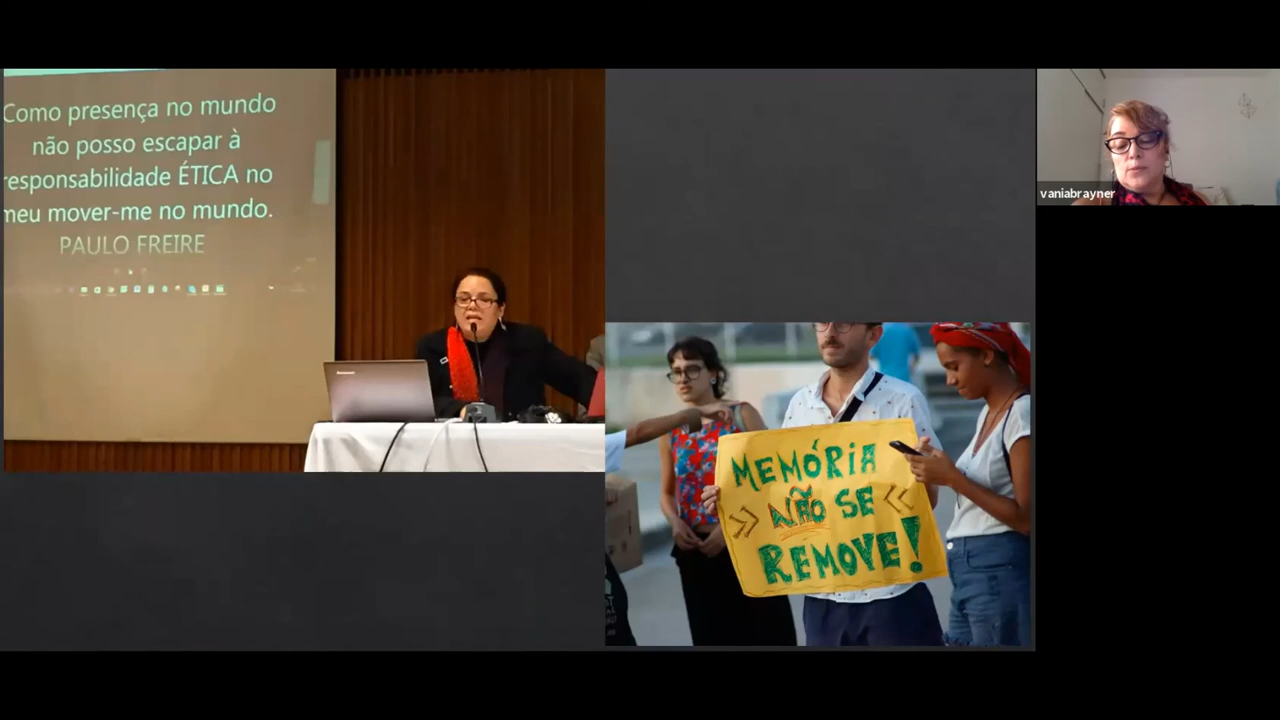 Como presença no mundo
não posso escapar à
responsabilidade ÉTICA no
meu mover-me no mundo.
PAULO FREIRE
lenovo
MEMÓRIA
>> NÃO SE <<
REMOVE!
vaniabrayner